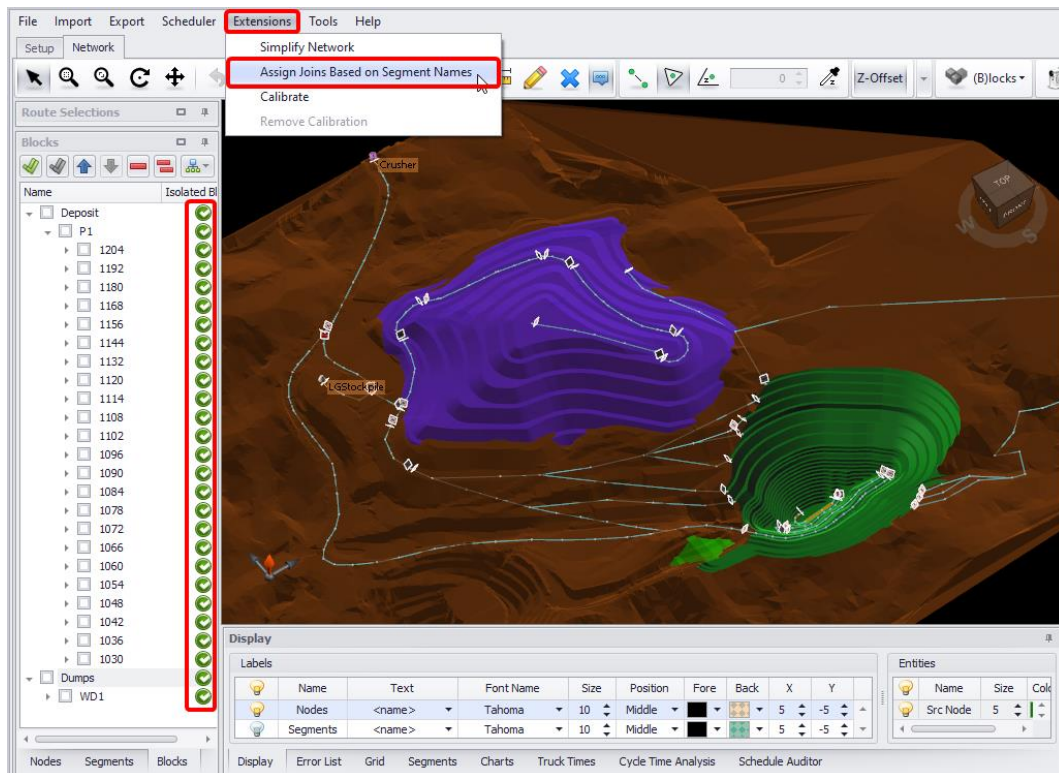 File Import Export Scheduler Extensions Tools Help
Setup Network
Simplify Network
Assign Joins Based on Segment Names
Calibrate
Remove Calibration
0 Z-Offset (B)locks
Route Selections
Blocks
Name Isolated Bl
Deposit
P1
1204
1192
1180
1168
1156
1144
1132
1120
1114
1108
1102
1096
1090
1084
1078
1072
1066
1060
1054
1048
1042
1036
1030
Dumps
WD1
Nodes Segments Blocks
Crusher
LGStockpile
TOP
FRONT
W
S
Display
Labels
Name Text Font Name Size Position Fore Back X Y
Nodes <name> Tahoma 10 Middle 5 -5
Segments <name> Tahoma 10 Middle 5 -5
Entities
Name Size Colo
Src Node 5
Display Error List Grid Segments Charts Truck Times Cycle Time Analysis Schedule Auditor